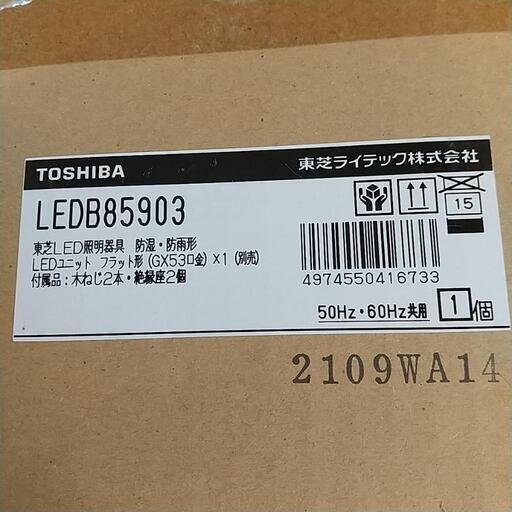 TOSHIBA
東芝ライテック株式会社
LEDB85903
東芝LED照明器具 防湿・防雨形
LEDユニット フラット形 (GX53口金) ×1 (別売)
付属品:木ねじ2本・絶縁座2個
15
4974550416733
50Hz・60Hz共用 1個
2109WA14